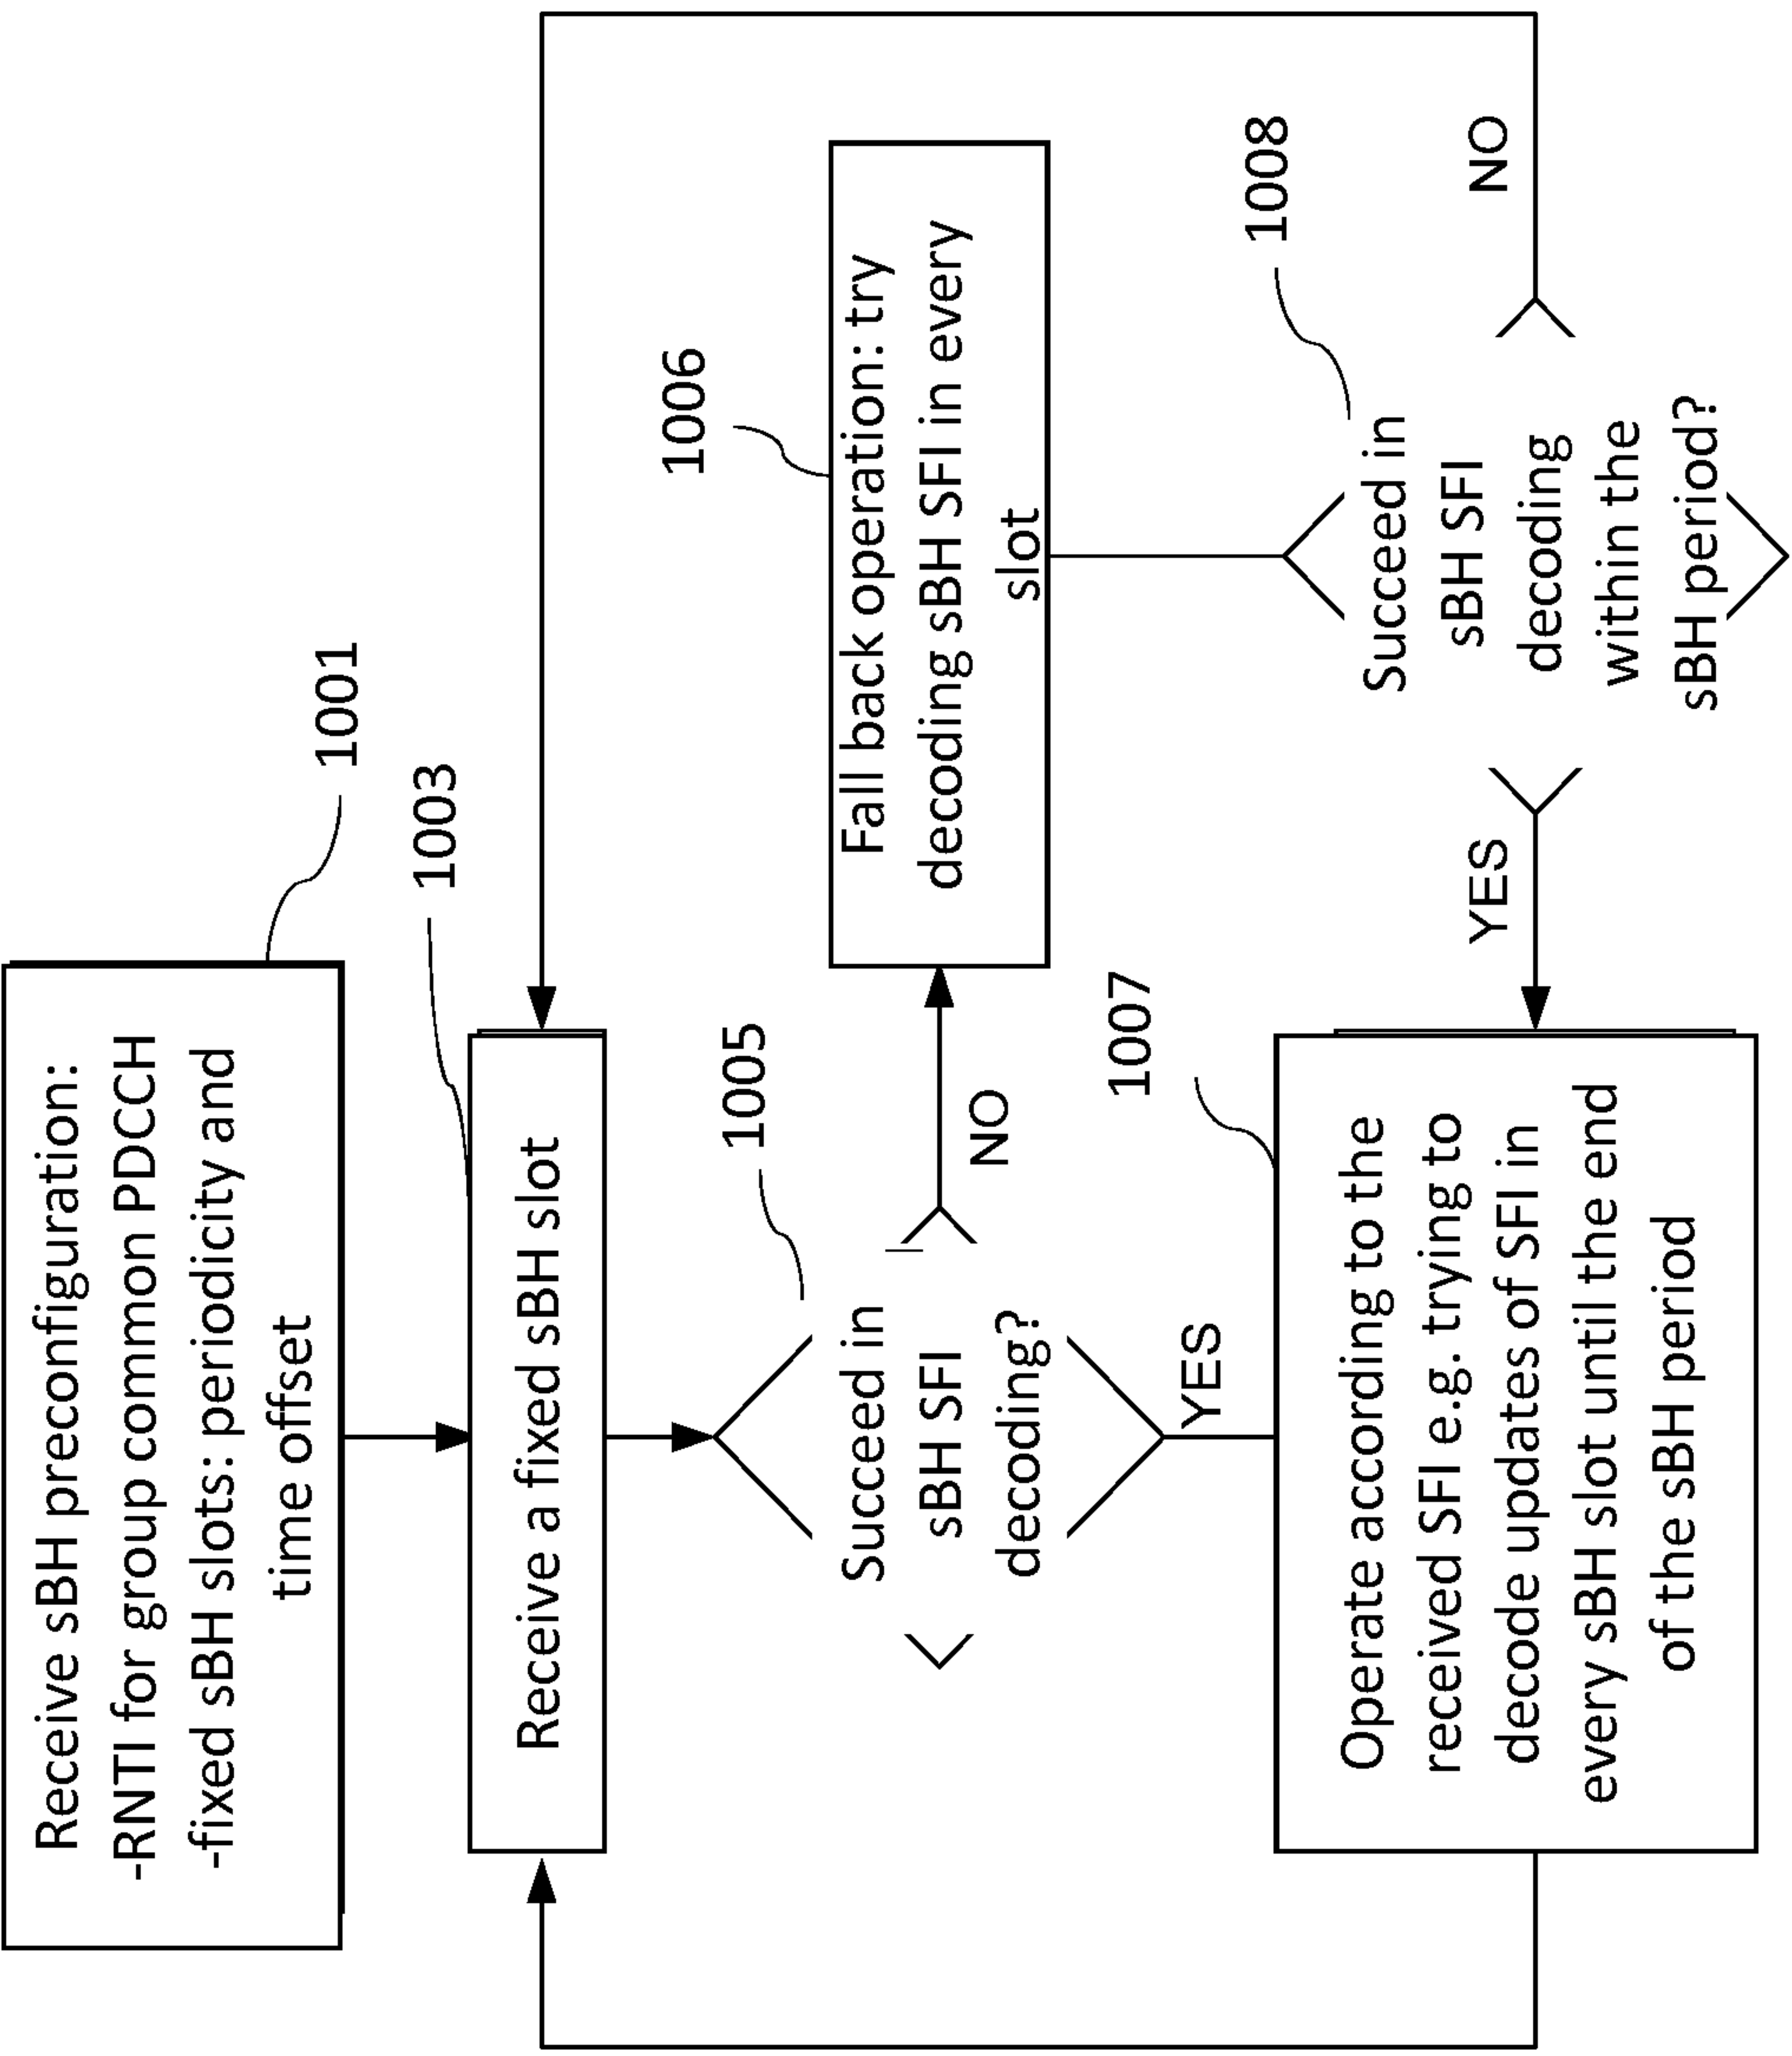 Receive sBH preconfiguration:
-RNTI for group common PDCCH
-fixed sBH slots: periodicity and
time offset
1001
1003
Receive a fixed sBH slot
1005
Succeed in
sBH SFI
decoding?
NO
YES
1006
Fall back operation: try
decoding sBH SFI in every
slot
1007
Operate according to the
received SFI e.g. trying to
decode updates of SFI in
every sBH slot until the end
of the sBH period
1008
Succeed in
sBH SFI
decoding
within the
sBH period?
YES
NO